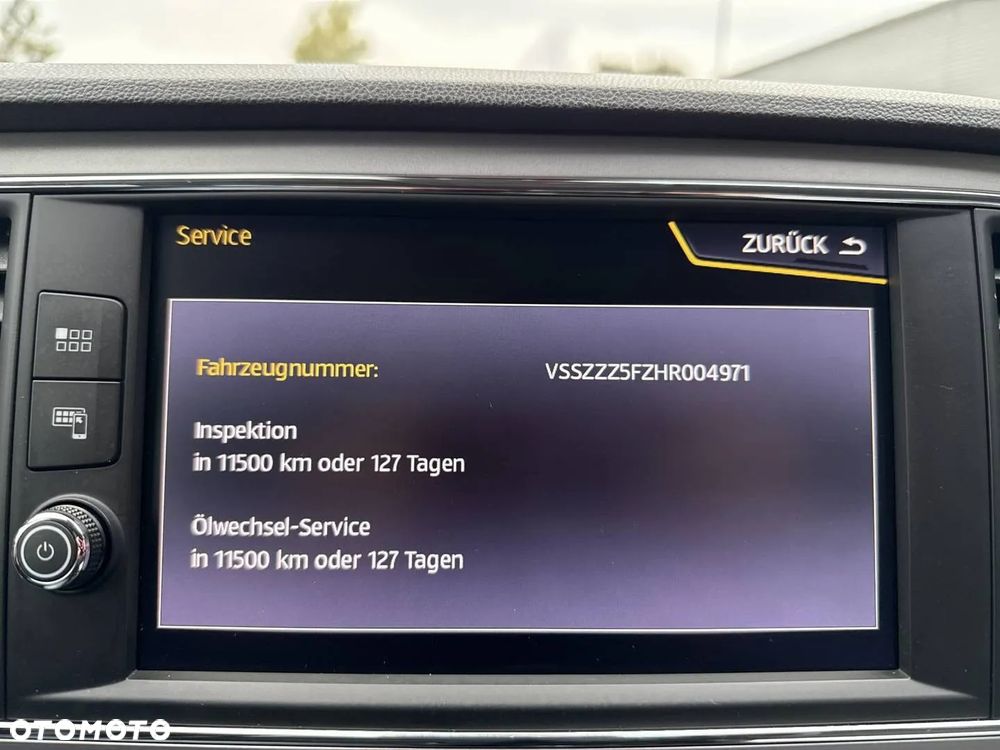 Service
ZURÜCK
Fahrzeugnummer: VSSZZZ5FZHR004971
Inspektion
in 11500 km oder 127 Tagen
Ölwechsel-Service
in 11500 km oder 127 Tagen
OTOMOTO